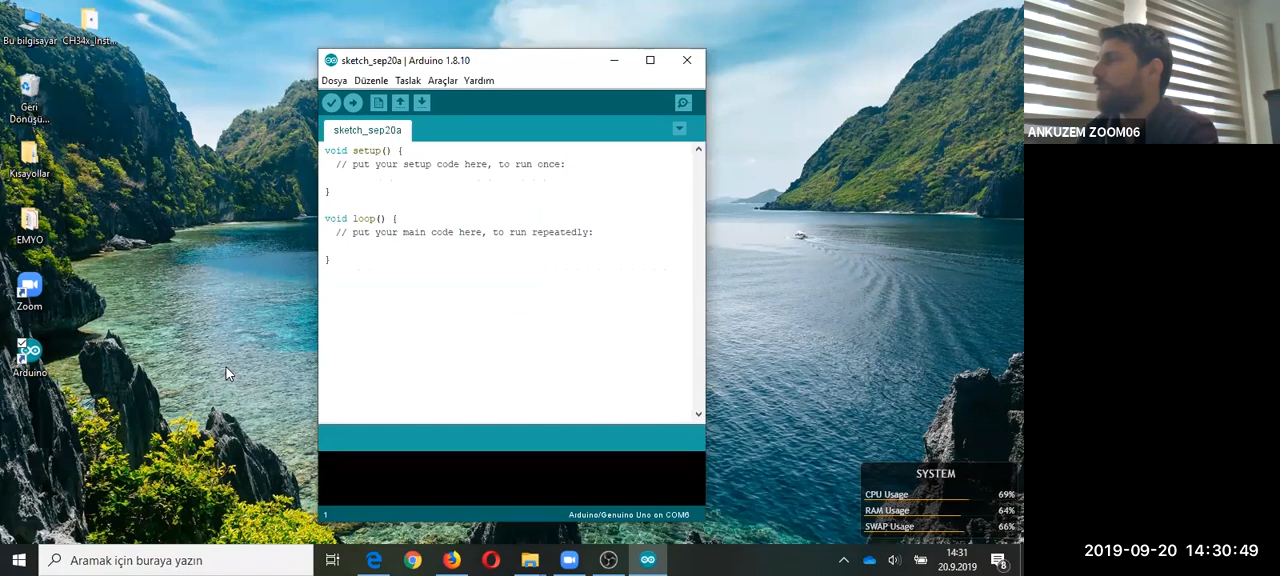 Bu bilgisayar
CH34x_Inst...
Geri
Dönüşü...
Kısayollar
EMYO
Zoom
Arduino
sketch_sep20a | Arduino 1.8.10
Dosya Düzenle Taslak Araçlar Yardım
sketch_sep20a
void setup() {
// put your setup code here, to run once:
}
void loop() {
// put your main code here, to run repeatedly:
}
1
Arduino/Genuino Uno on COM6
ANKUZEM ZOOM06
SYSTEM
CPU Usage 69%
RAM Usage 64%
SWAP Usage 66%
2019-09-20 14:30:49
Aramak için buraya yazın
14:31
20.9.2019
8